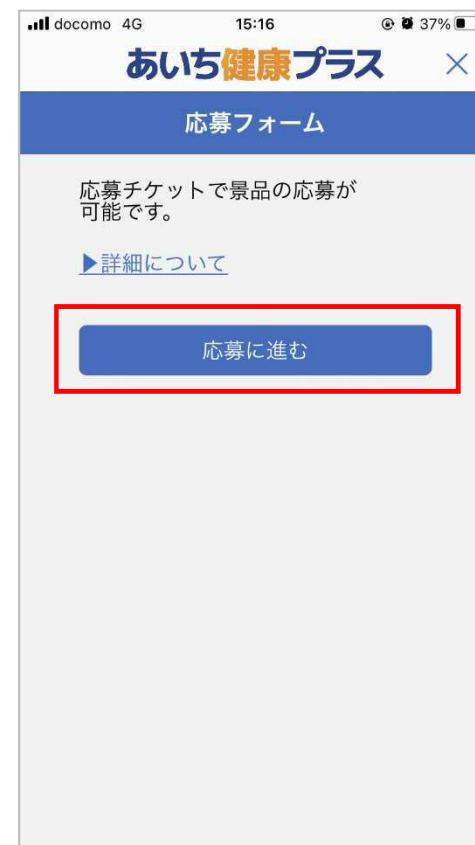 docomo 4G 15:16 37%
あいち健康プラス
応募フォーム
応募チケットで景品の応募が
可能です。
▶詳細について
応募に進む